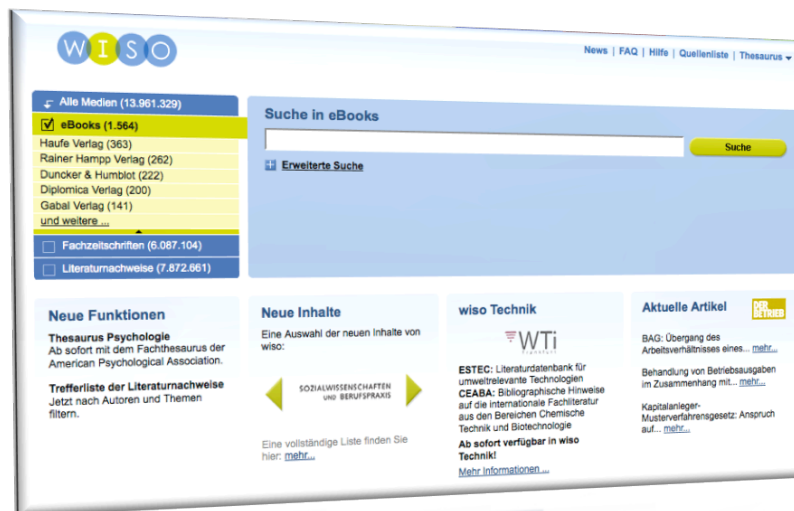 WISO
News | FAQ | Hilfe | Quellenliste | Thesaurus
Alle Medien (13.961.329)
eBooks (1.564)
Haufe Verlag (363)
Rainer Hampp Verlag (262)
Duncker & Humblot (222)
Diplomica Verlag (200)
Gabal Verlag (141)
und weitere ...
Fachzeitschriften (6.087.104)
Literaturnachweise (7.872.661)
Suche in eBooks
Suche
Erweiterte Suche
Neue Funktionen
Thesaurus Psychologie
Ab sofort mit dem Fachthesaurus der
American Psychological Association.
Trefferliste der Literaturnachweise
Jetzt nach Autoren und Themen
filtern.
Neue Inhalte
Eine Auswahl der neuen Inhalte von
wiso:
SOZIALWISSENSCHAFTEN
UND BERUFSPRAXIS
Eine vollständige Liste finden Sie
hier: mehr...
wiso Technik
WTi
Frankfurt
ESTEC: Literaturdatenbank für
umweltrelevante Technologien
CEABA: Bibliographische Hinweise
auf die internationale Fachliteratur
aus den Bereichen Chemische
Technik und Biotechnologie
Ab sofort verfügbar in wiso
Technik!
Mehr Informationen ...
Aktuelle Artikel
DER
BETRIEB
BAG: Übergang des
Arbeitsverhältnisses eines... mehr...
Behandlung von Betriebsausgaben
im Zusammenhang mit... mehr...
Kapitalanleger-
Musterverfahrensgesetz: Anspruch
auf... mehr...